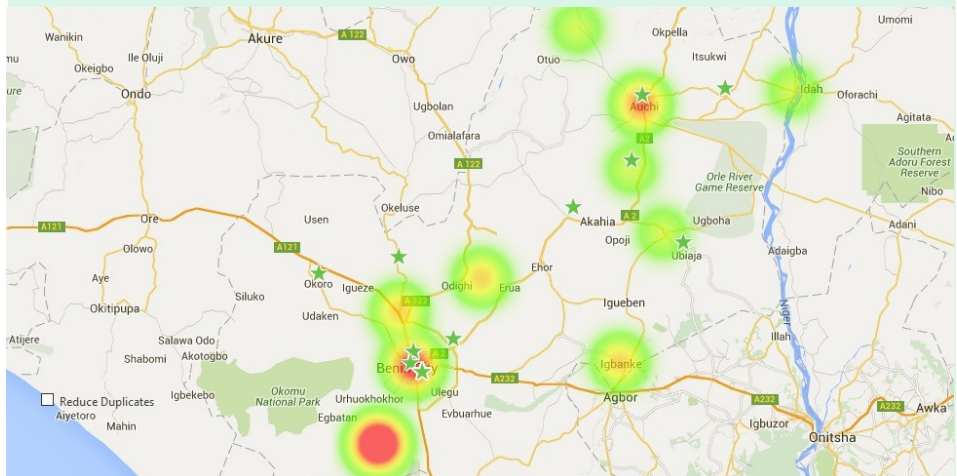 Wanikin
Akure
A 122
Okpella
Umomi
Ile Oluji
Owo
Otuo
Itsukwi
Okeigbo
Idah
Oforachi
Ondo
Ugbolan
Auchi
Agitata
Omialafara
A2
A 122
Southern
Adoru Forest
Reserve
Orle River
Game Reserve
Nibo
Okeluse
Usen
A 2
Ugboha
Ore
Akahia
Adani
A121
Opoji
Olowo
A121
Adaigba
Ubiaja
Ehor
Aye
Okoro
Igueze
Odighi
Erua
Siluko
A 122
Igueben
Okitipupa
Udaken
Niger
Atijere
Salawa Odo
Illah
Shabomi
Akotogbo
Igbanke
A232
Okomu
National Park
Ulegu
Igbekebo
Urhuokhokhor
Agbor
A232
Reduce Duplicates
Evbuarhue
Awka
Aiyetoro
Egbatan
Igbuzor
Mahin
Onitsha